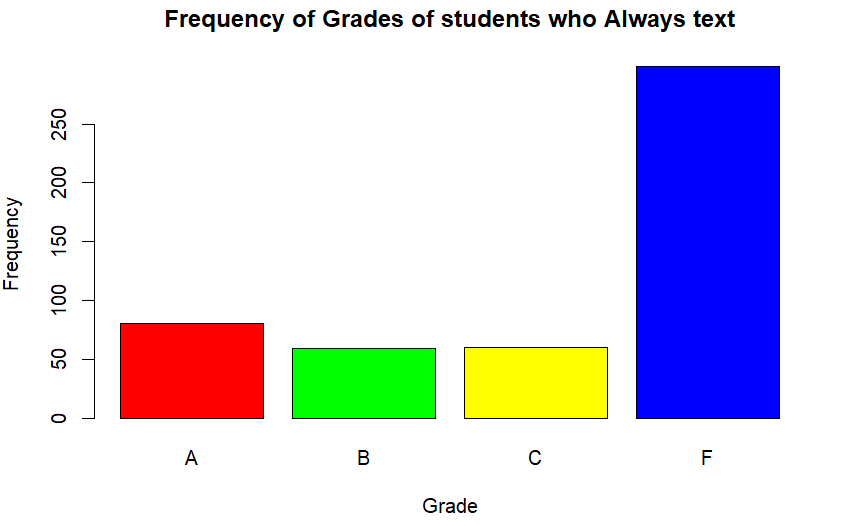 Frequency of Grades of students who Always text
Frequency
250
200
150
100
50
0
A B C F
Grade